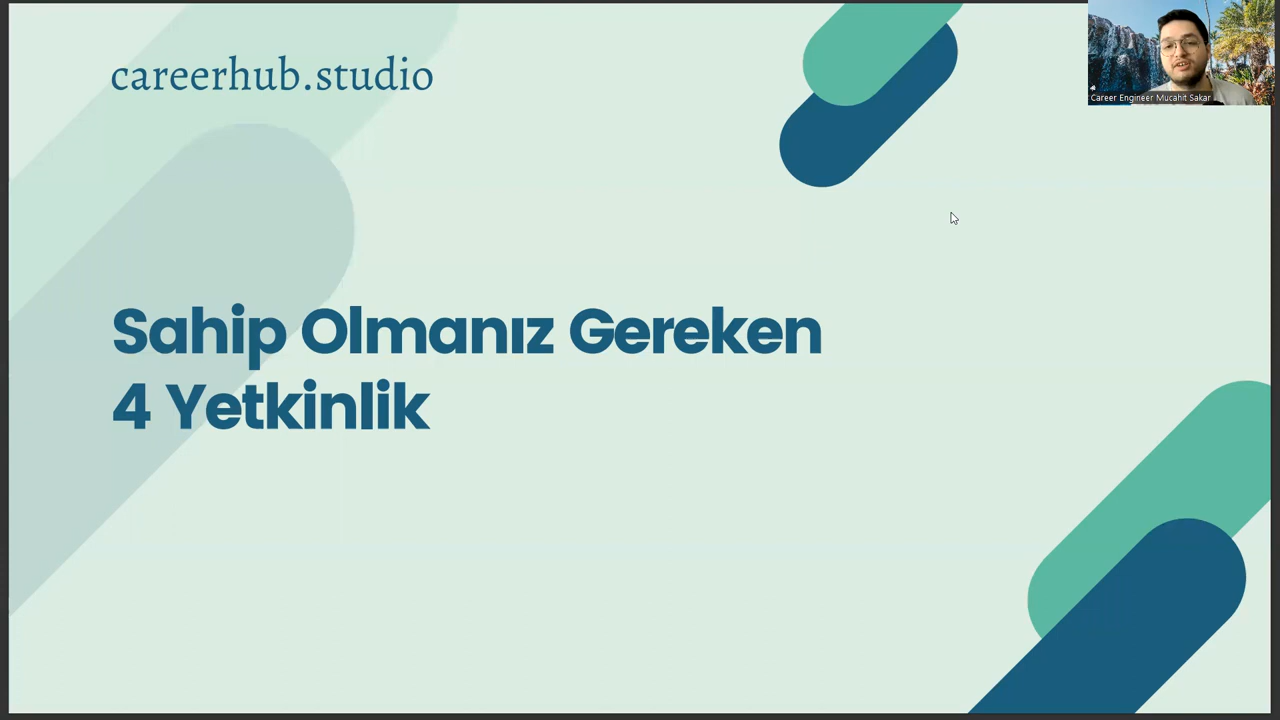 careerhub.studio
Career Engineer Mucahit Sakar
Sahip Olmanız Gereken
4 Yetkinlik